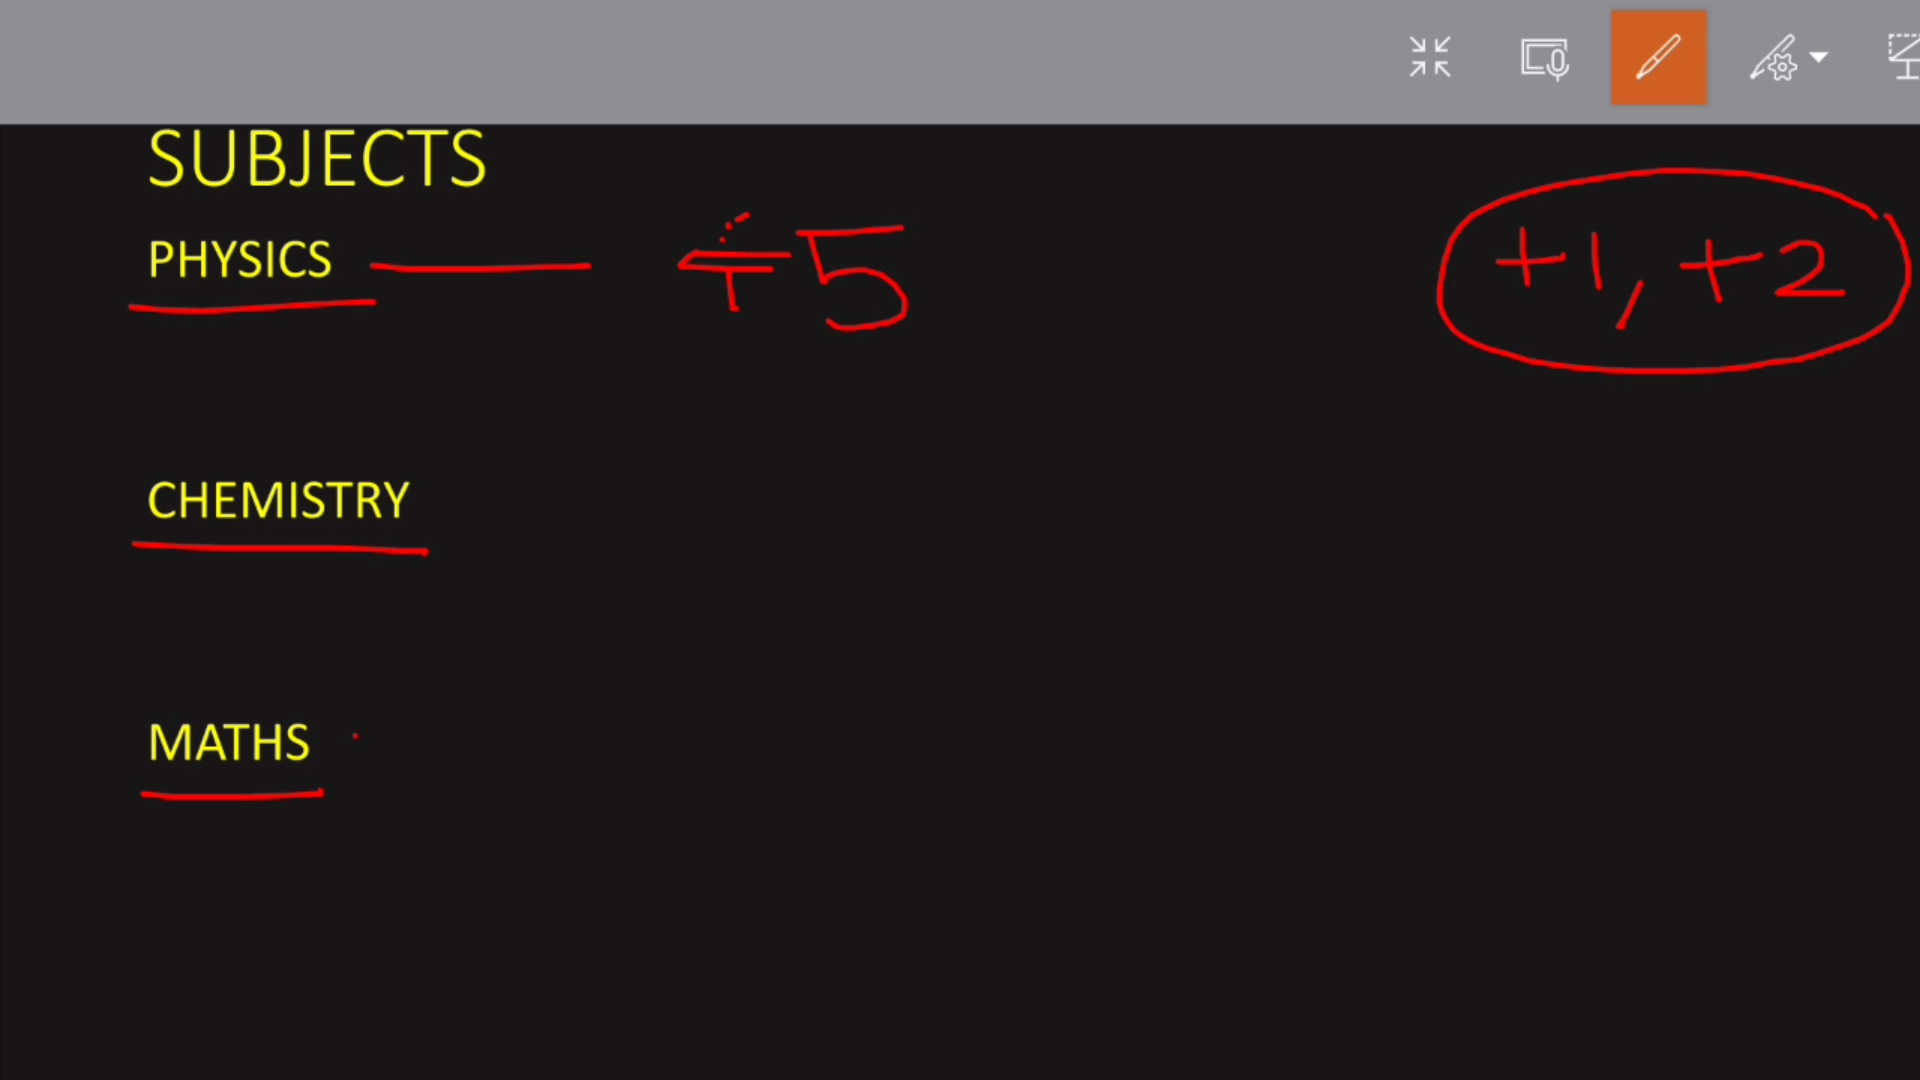 SUBJECTS
PHYSICS 5 +1, +2
CHEMISTRY
MATHS